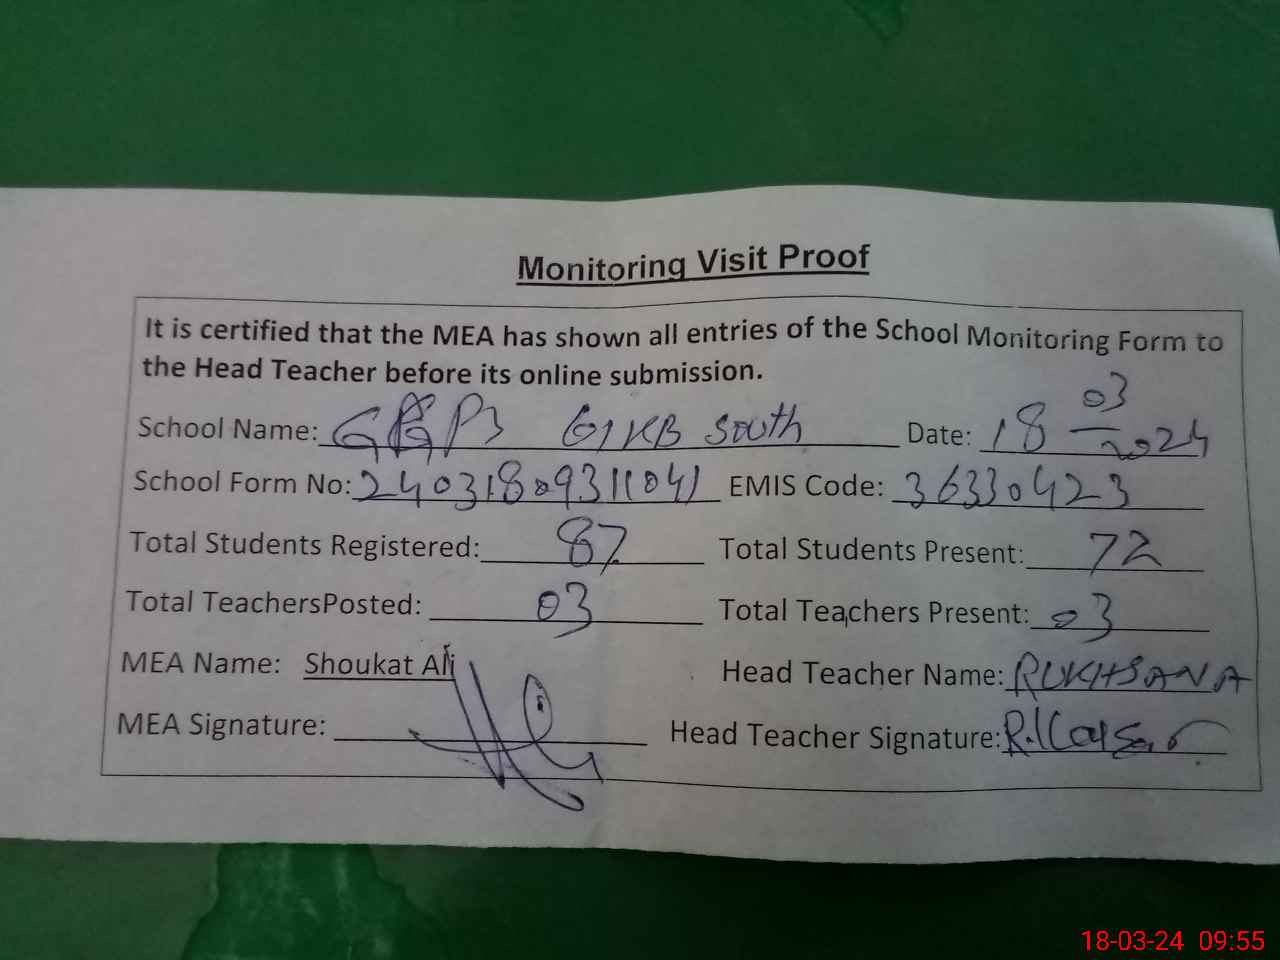 Monitoring Visit Proof
It is certified that the MEA has shown all entries of the School Monitoring Form to
the Head Teacher before its online submission.
School Name: South Date: 18 03 2024
School Form No: 2403180931104 EMIS Code: 36330423
Total Students Registered: 87 Total Students Present: 72
Total TeachersPosted: 03 Total Teachers Present: 03
MEA Name: Shoukat Ali Head Teacher Name: RUKHSANA
MEA Signature: Head Teacher Signature:
18-03-24 09:55